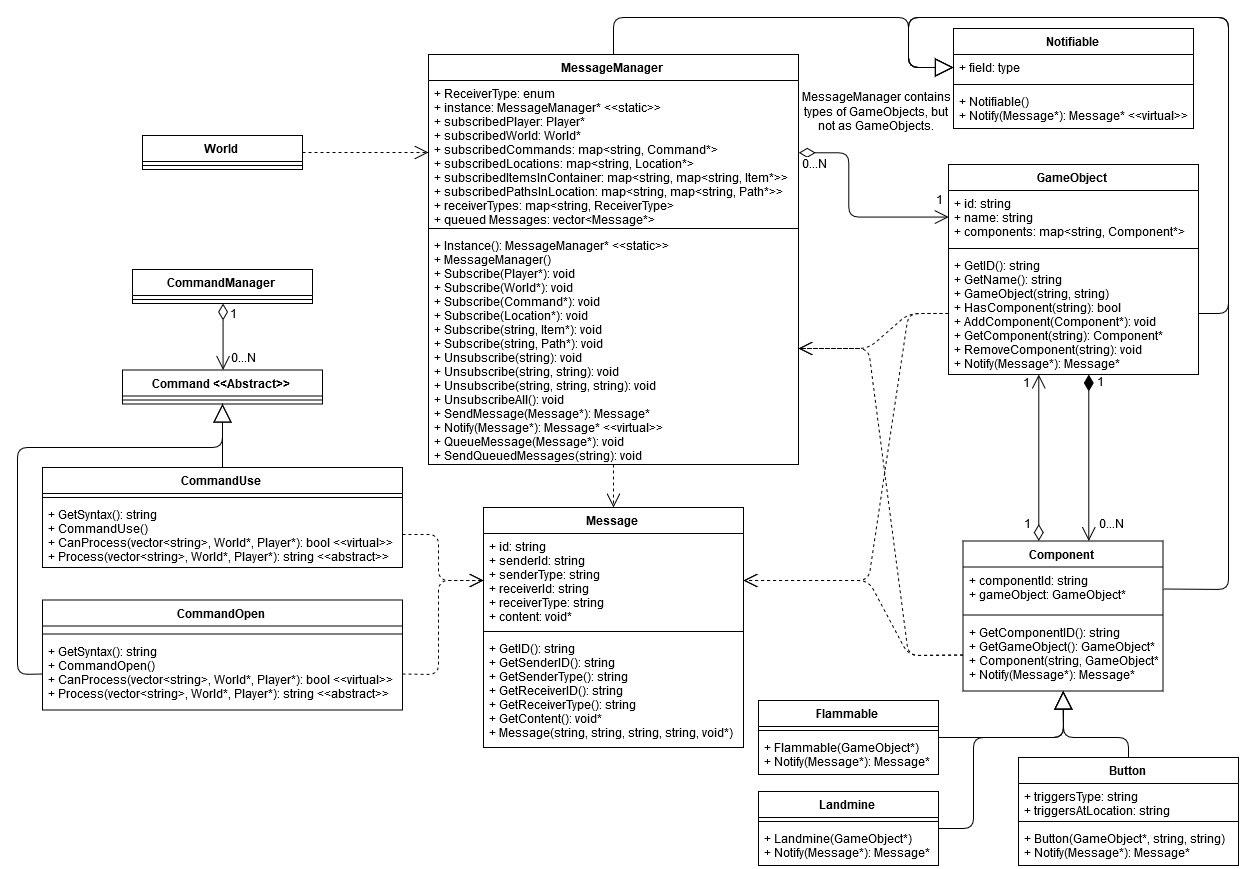 World
CommandManager
1
0...N
Command <<Abstract>>
CommandUse
+ GetSyntax(): string
+ CommandUse()
+ CanProcess(vector<string>, World*, Player*): bool <<virtual>>
+ Process(vector<string>, World*, Player*): string <<abstract>>
CommandOpen
+ GetSyntax(): string
+ CommandOpen()
+ CanProcess(vector<string>, World*, Player*): bool <<virtual>>
+ Process(vector<string>, World*, Player*): string <<abstract>>
MessageManager
+ ReceiverType: enum
+ instance: MessageManager* <<static>>
+ subscribedPlayer: Player*
+ subscribedWorld: World*
+ subscribedCommands: map<string, Command*>
+ subscribedLocations: map<string, Location*>
+ subscribedItemsInContainer: map<string, map<string, Item*>>
+ subscribedPathsInLocation: map<string, map<string, Path*>>
+ receiverTypes: map<string, ReceiverType>
+ queued Messages: vector<Message*>
+ Instance(): MessageManager* <<static>>
+ MessageManager()
+ Subscribe(Player*): void
+ Subscribe(World*): void
+ Subscribe(Command*): void
+ Subscribe(Location*): void
+ Subscribe(string, Item*): void
+ Subscribe(string, Path*): void
+ Unsubscribe(string): void
+ Unsubscribe(string, string): void
+ Unsubscribe(string, string, string): void
+ UnsubscribeAll(): void
+ SendMessage(Message*): Message*
+ Notify(Message*): Message* <<virtual>>
+ QueueMessage(Message*): void
+ SendQueuedMessages(string): void
Message
+ id: string
+ senderId: string
+ senderType: string
+ receiverId: string
+ receiverType: string
+ content: void*
+ GetID(): string
+ GetSenderID(): string
+ GetSenderType(): string
+ GetReceiverID(): string
+ GetReceiverType(): string
+ GetContent(): void*
+ Message(string, string, string, string, void*)
MessageManager contains
types of GameObjects, but
not as GameObjects.
0...N
1
Notifiable
+ field: type
+ Notifiable()
+ Notify(Message*): Message* <<virtual>>
GameObject
+ id: string
+ name: string
+ components: map<string, Component*>
+ GetID(): string
+ GetName(): string
+ GameObject(string, string)
+ HasComponent(string): bool
+ AddComponent(Component*): void
+ GetComponent(string): Component*
+ RemoveComponent(string): void
+ Notify(Message*): Message*
1
1
1
0...N
Component
+ componentId: string
+ gameObject: GameObject*
+ GetComponentID(): string
+ GetGameObject(): GameObject*
+ Component(string, GameObject*
+ Notify(Message*): Message*
Flammable
+ Flammable(GameObject*)
+ Notify(Message*): Message*
Landmine
+ Landmine(GameObject*)
+ Notify(Message*): Message*
Button
+ triggersType: string
+ triggersAtLocation: string
+ Button(GameObject*, string, string)
+ Notify(Message*): Message*